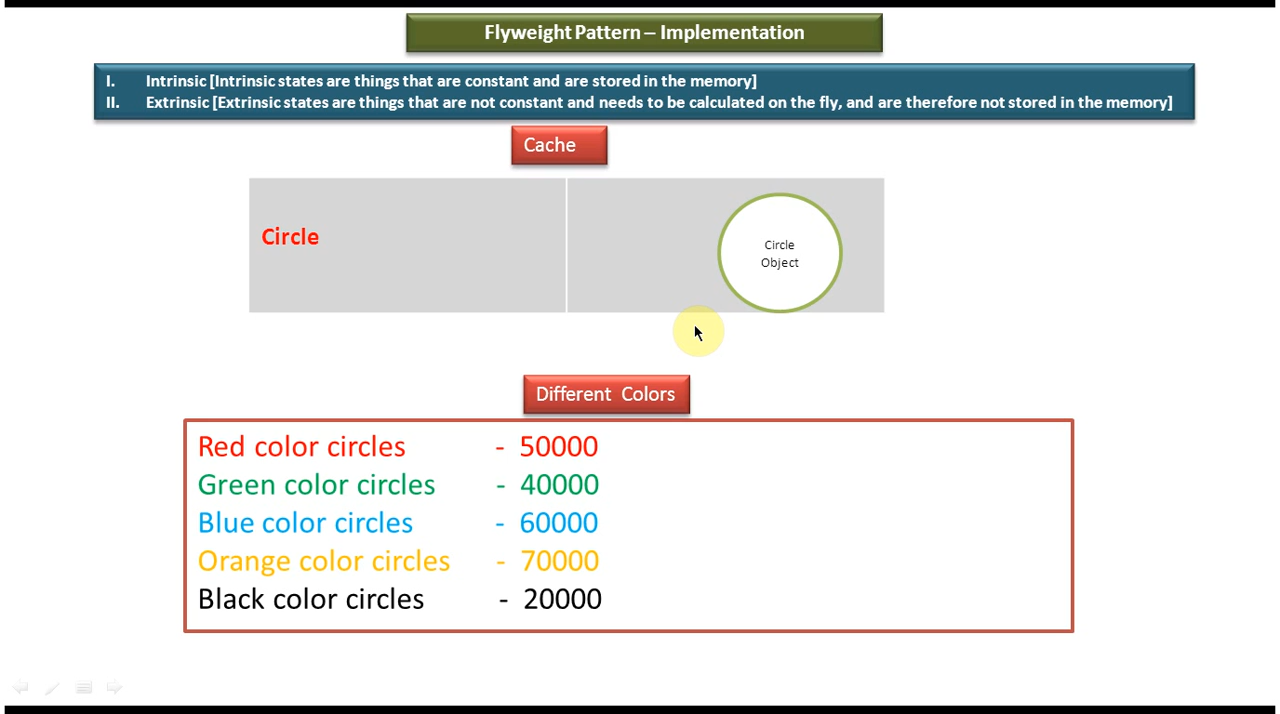 Flyweight Pattern – Implementation
I. Intrinsic [Intrinsic states are things that are constant and are stored in the memory]
II. Extrinsic [Extrinsic states are things that are not constant and needs to be calculated on the fly, and are therefore not stored in the memory]
Cache
Circle
Circle
Object
Different Colors
Red color circles - 50000
Green color circles - 40000
Blue color circles - 60000
Orange color circles - 70000
Black color circles - 20000